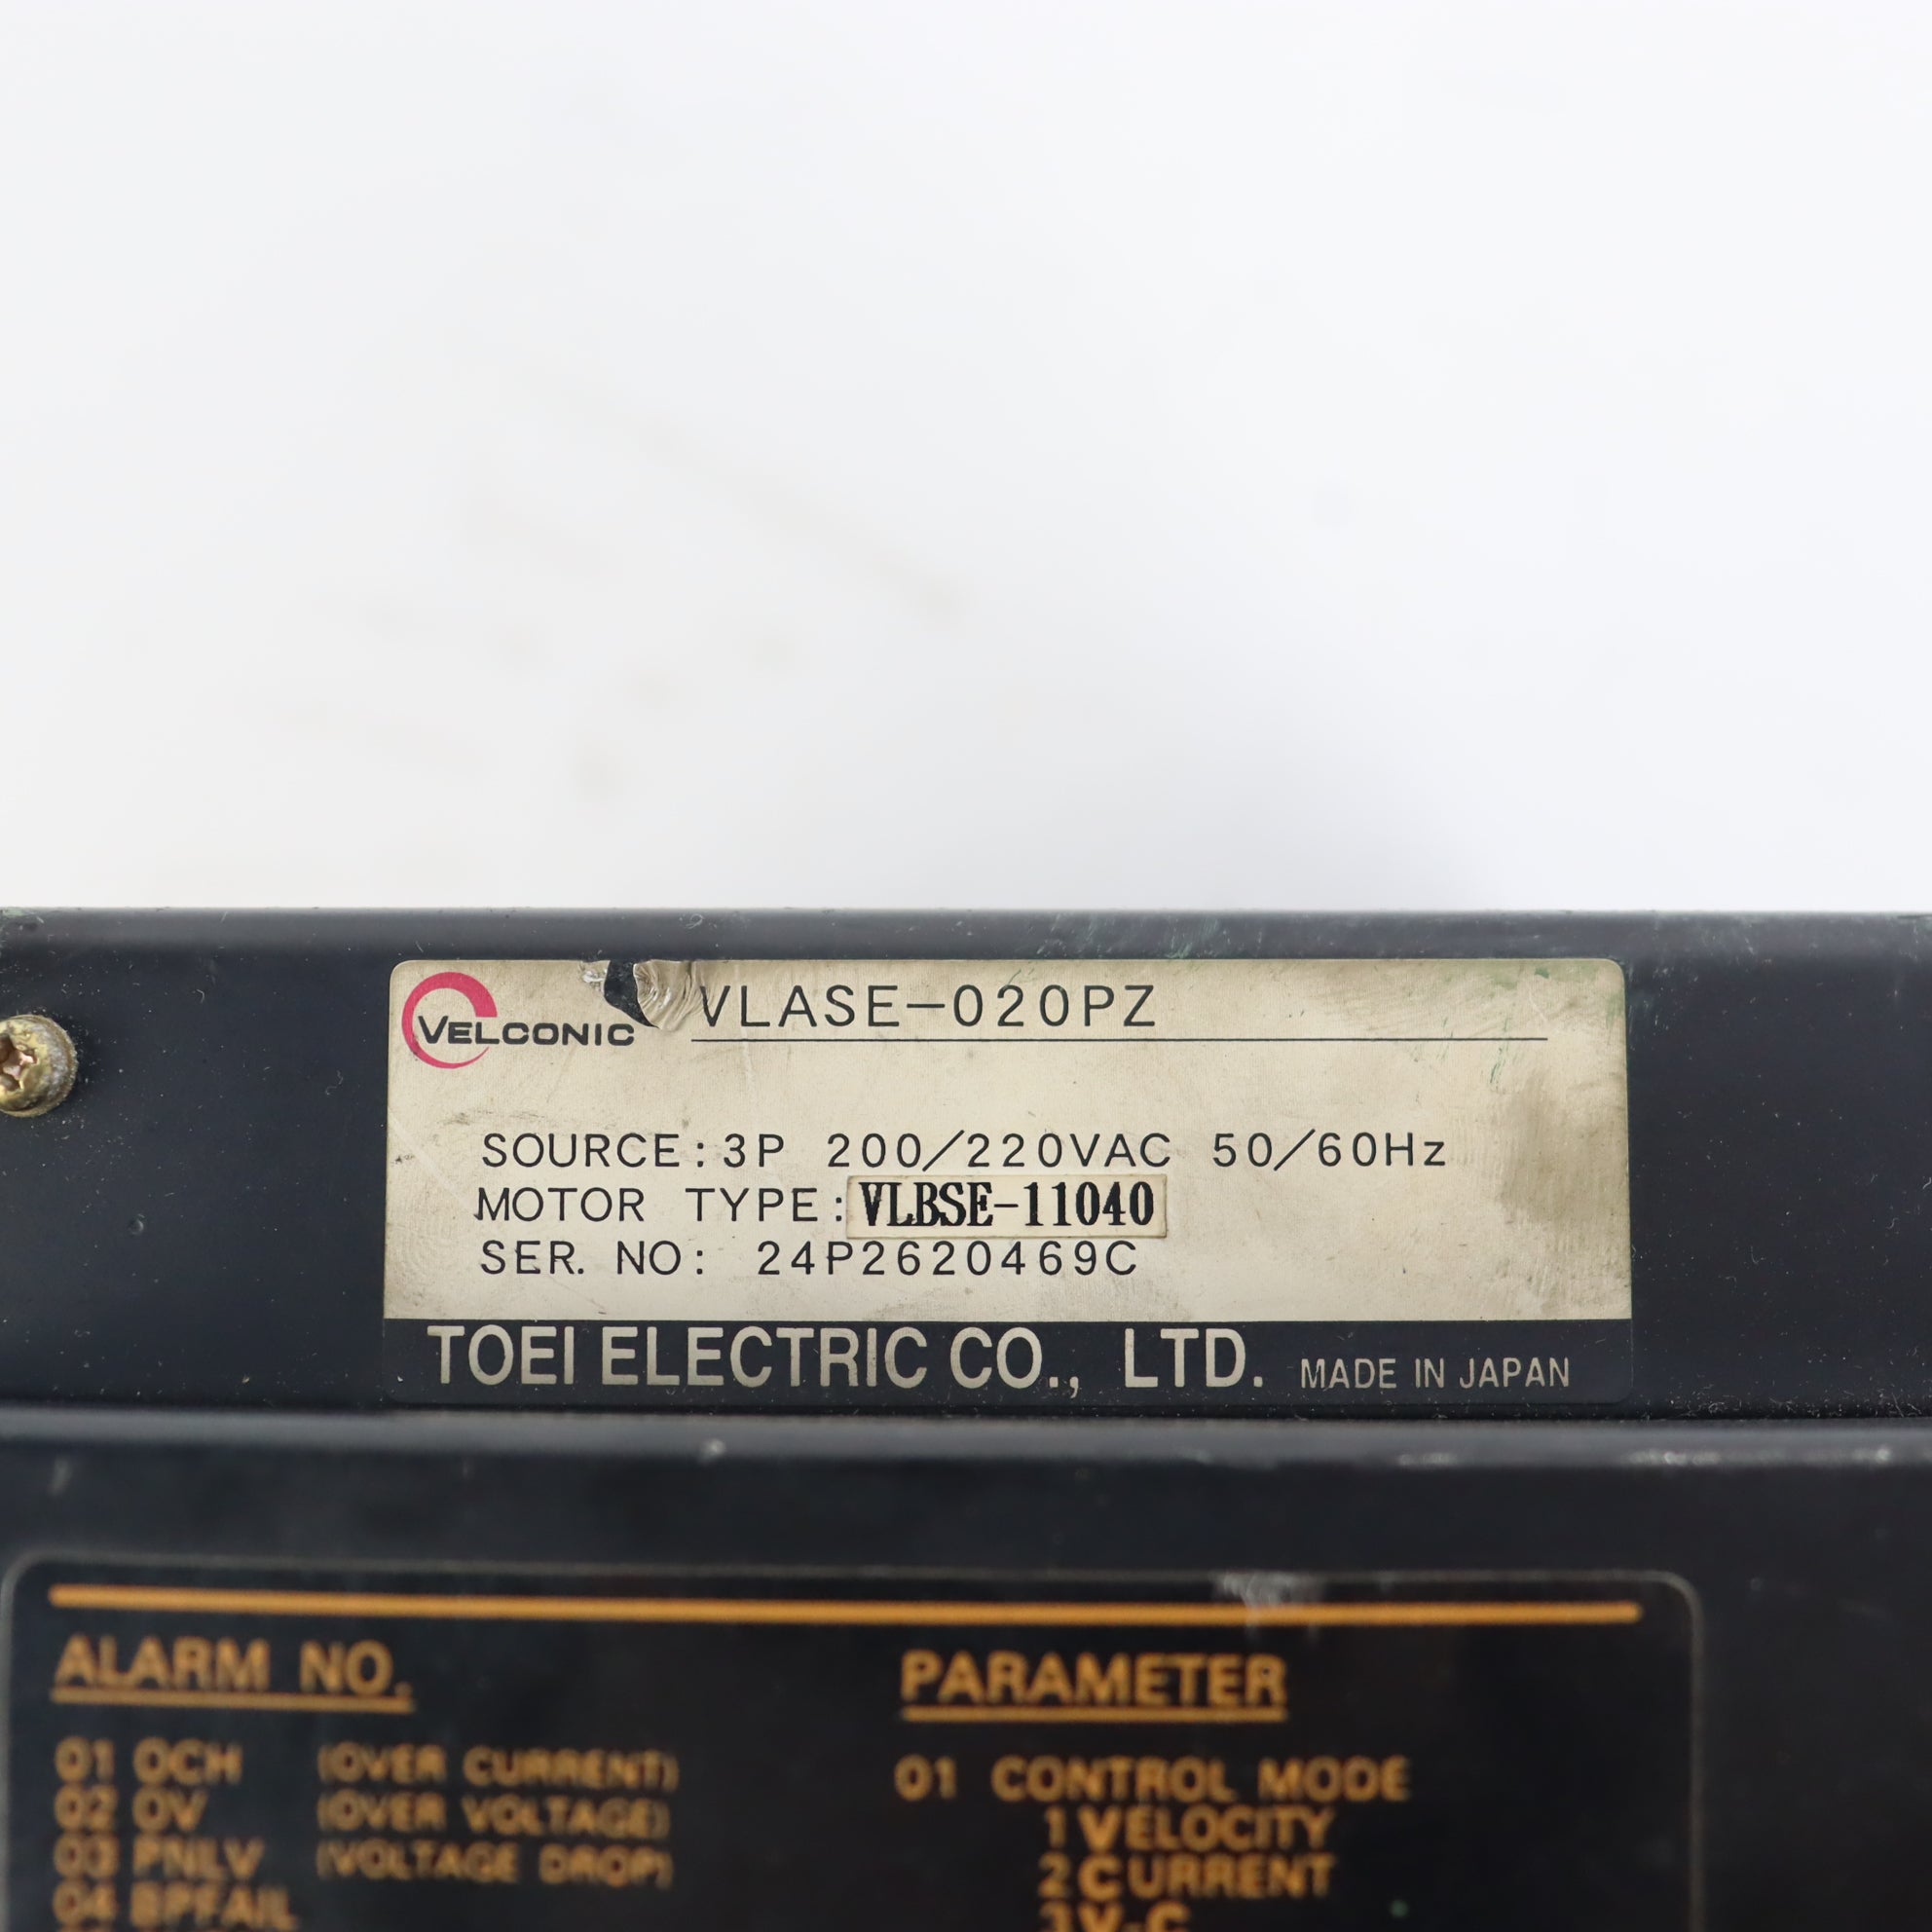 VELCONIC VLASE-020PZ
SOURCE: 3P 200/220VAC 50/60Hz
MOTOR TYPE: VLBSE-11040
SER. NO: 24P2620469C
TOEI ELECTRIC CO., LTD. MADE IN JAPAN
ALARM NO.
01 OCH (OVER CURRENT)
02 OV (OVER VOLTAGE)
03 PNLV (VOLTAGE DROP)
04 BPFAIL
PARAMETER
01 CONTROL MODE
1 VELOCITY
2 CURRENT
3 V-C